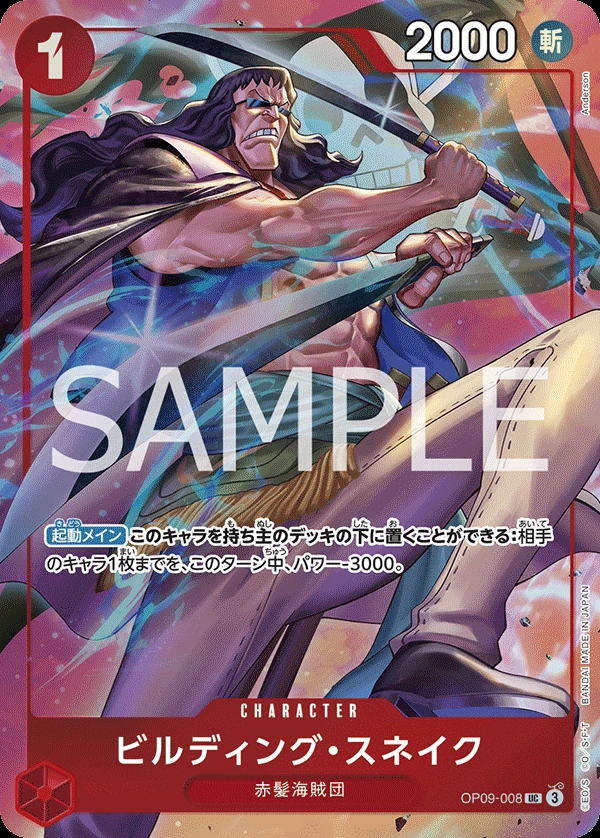 1
2000 斬
Anderson
SAMPLE
起動メイン このキャラを持ち主のデッキの下に置くことができる：相手
のキャラ1枚までを、このターン中、パワー-3000。
CHARACTER
ビルディング・スネイク
赤髪海賊団
OP09-008 UC 3
©E.O/S ©O/S・F・T BANDAI MADE IN JAPAN